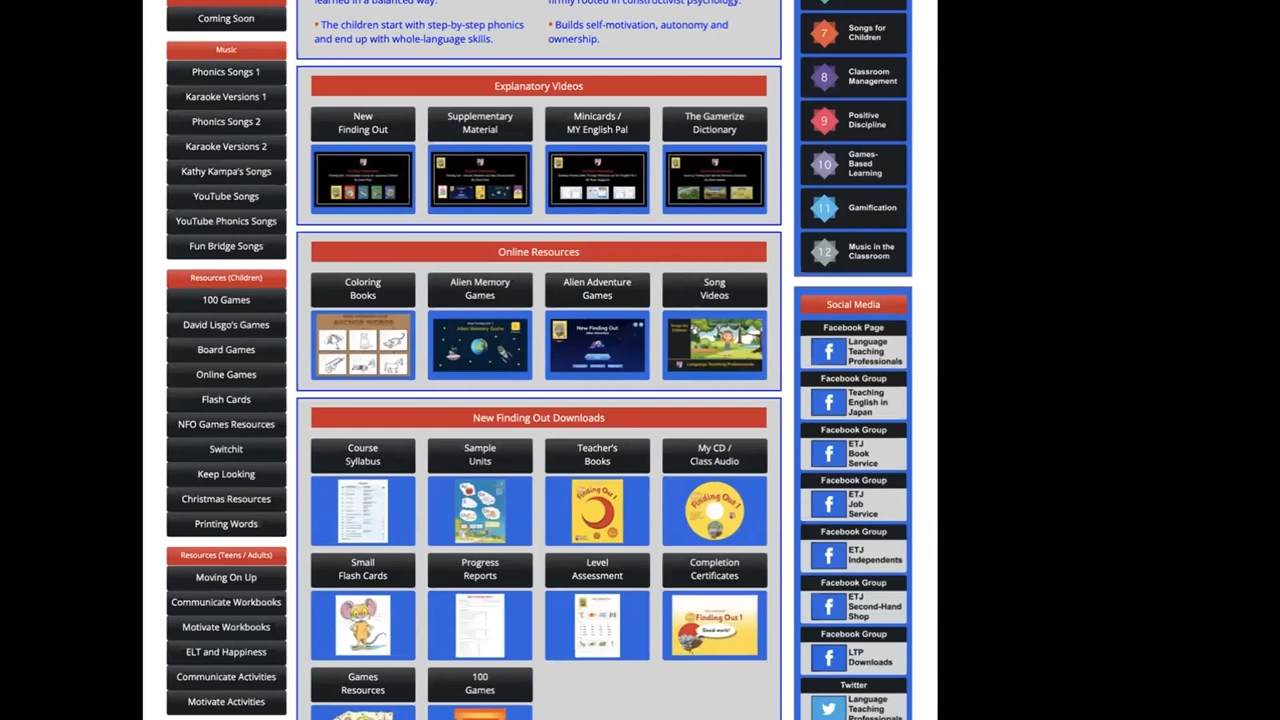 Coming Soon
Music
Phonics Songs 1
Karaoke Versions 1
Phonics Songs 2
Karaoke Versions 2
Kathy Kampa's Songs
YouTube Songs
YouTube Phonics Songs
Fun Bridge Songs
Resources (Children)
100 Games
David Lisgo's Games
Board Games
Online Games
Flash Cards
NFO Games Resources
Switchit
Keep Looking
Christmas Resources
Printing Words
Resources (Teens / Adults)
Moving On Up
Communicate Workbooks
Motivate Workbooks
ELT and Happiness
Communicate Activities
Motivate Activities
learned in a balanced way.
• The children start with step-by-step phonics
and end up with whole-language skills.
firmly rooted in constructivist psychology.
• Builds self-motivation, autonomy and
ownership.
Explanatory Videos
New
Finding Out
Supplementary
Material
Minicards /
MY English Pal
The Gamerize
Dictionary
Online Resources
Coloring
Books
Alien Memory
Games
Alien Adventure
Games
Song
Videos
ANCHOR WORDS
Alien Memory Game
New Finding Out
Language Teaching Professionals
New Finding Out Downloads
Course
Syllabus
Sample
Units
Teacher's
Books
My CD /
Class Audio
Finding Out 1
Finding Out 1
Small
Flash Cards
Progress
Reports
Level
Assessment
Completion
Certificates
Finding Out 1
Good work!
Games
Resources
100
Games
7
Songs for
Children
8
Classroom
Management
9
Positive
Discipline
10
Games-
Based
Learning
11
Gamification
12
Music in the
Classroom
Social Media
Facebook Page
Language
Teaching
Professionals
Facebook Group
Teaching
English in
Japan
Facebook Group
ETJ
Book
Service
Facebook Group
ETJ
Job
Service
Facebook Group
ETJ
Independents
Facebook Group
ETJ
Second-Hand
Shop
Facebook Group
LTP
Downloads
Twitter
Language
Teaching
Professionals